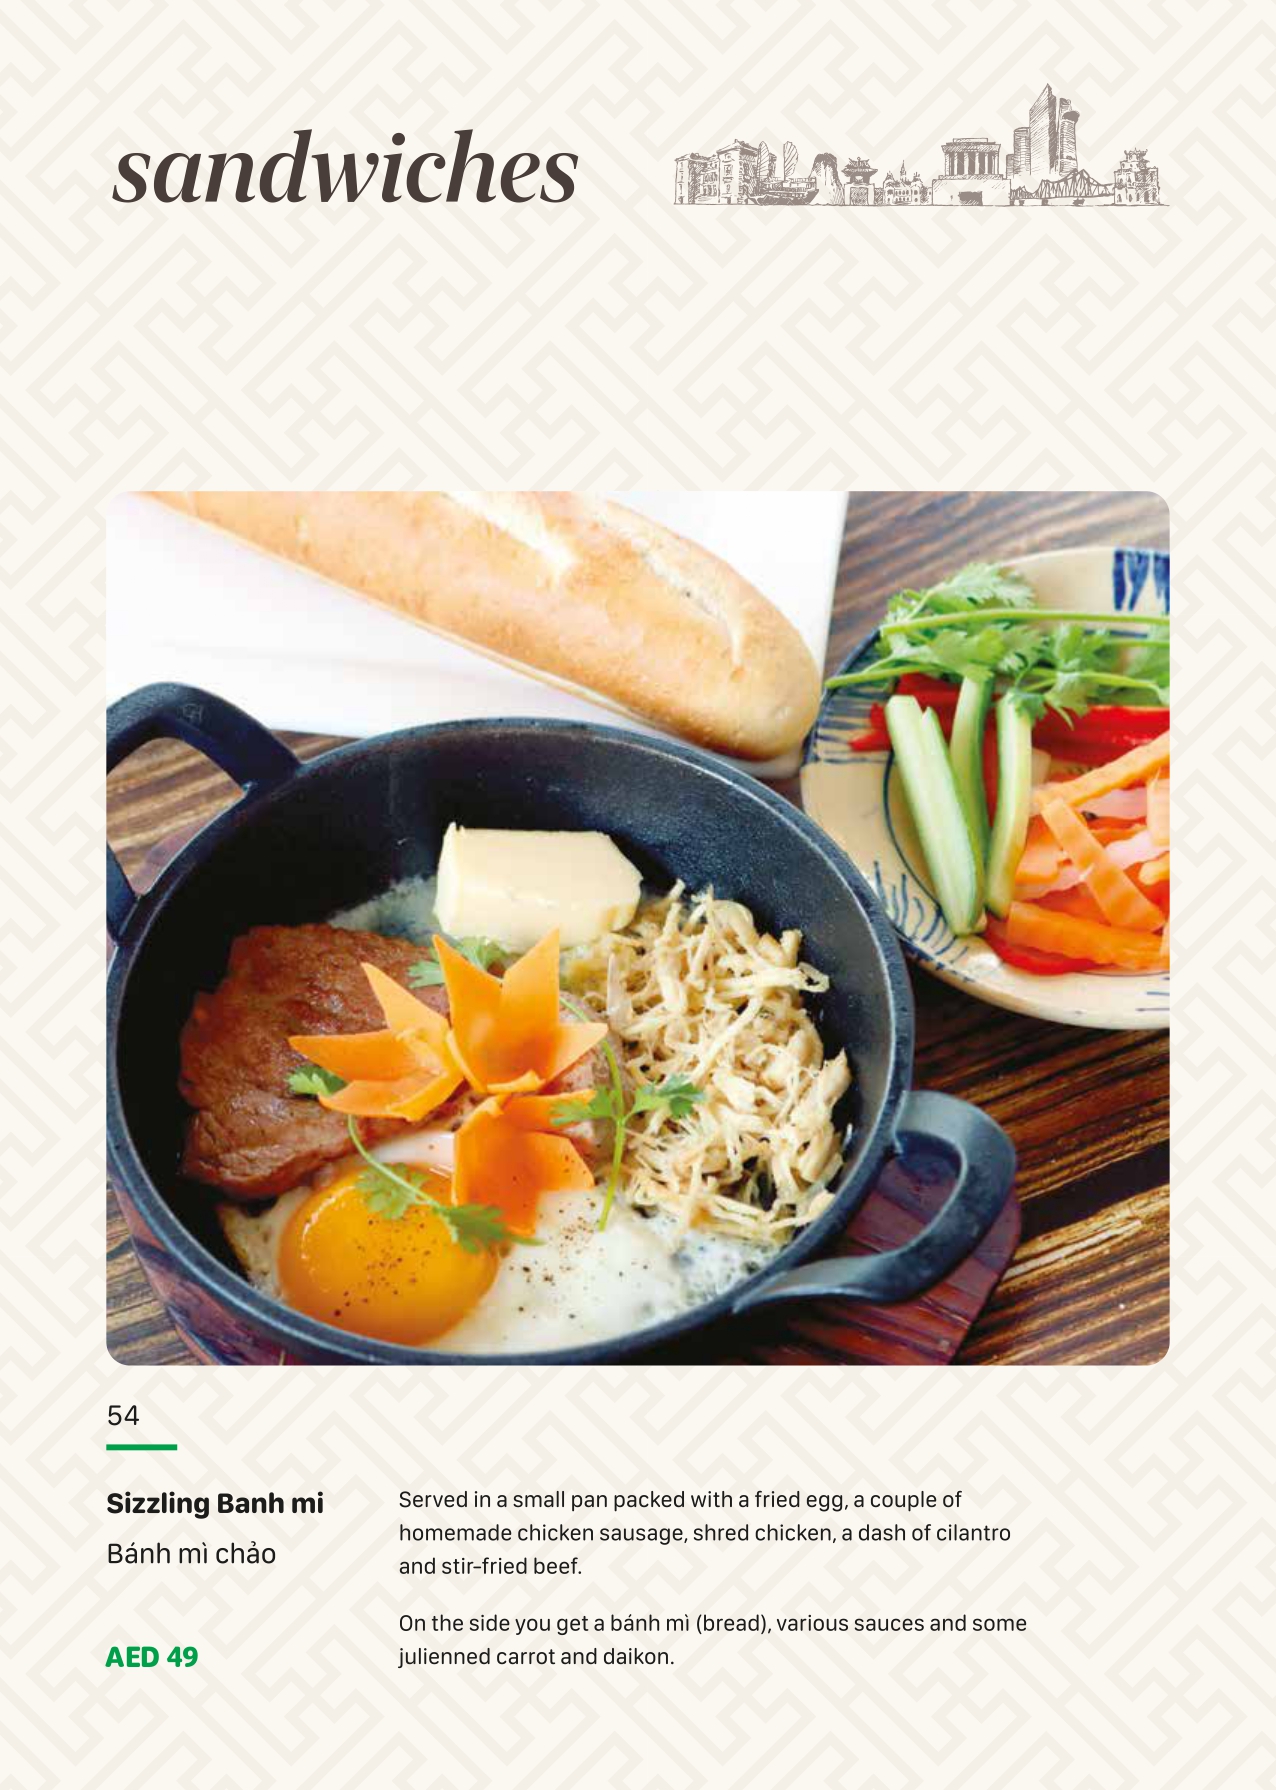 sandwiches
54
Sizzling Banh mi
Bánh mì chảo
AED 49
Served in a small pan packed with a fried egg, a couple of
homemade chicken sausage, shred chicken, a dash of cilantro
and stir-fried beef.
On the side you get a bánh mì (bread), various sauces and some
julienned carrot and daikon.